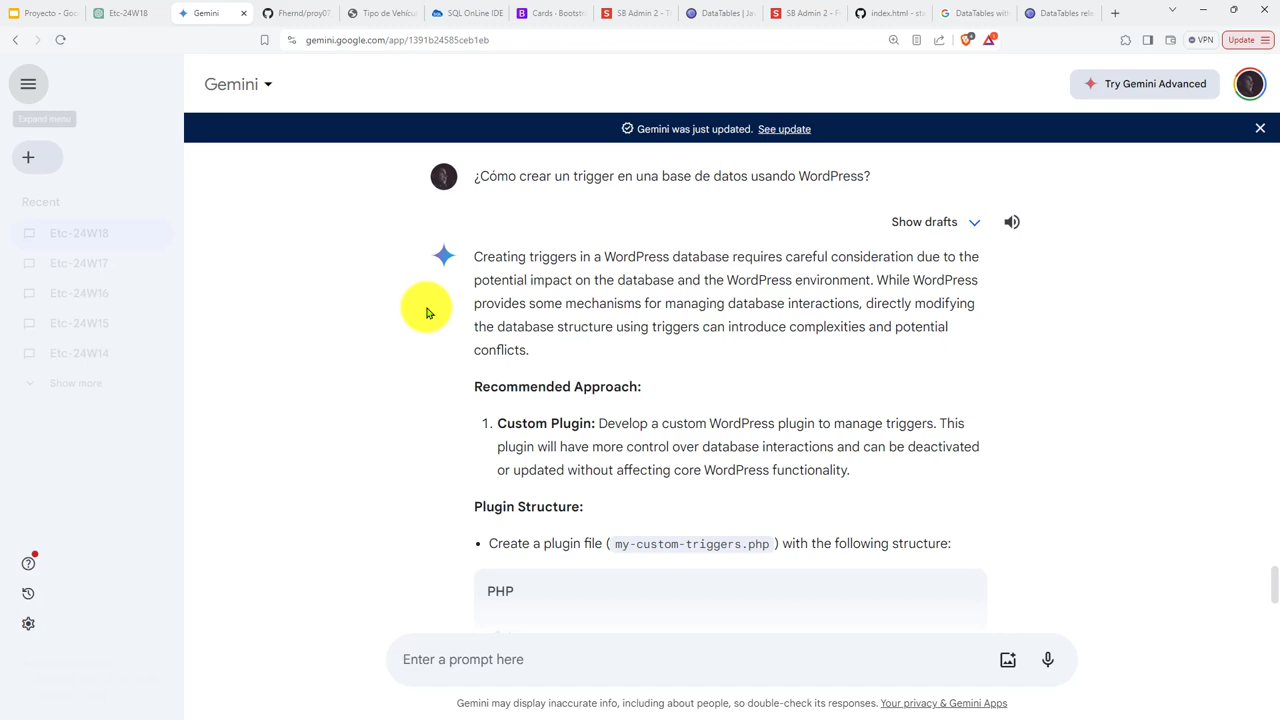 Proyecto - Goo
Etc-24W18
Gemini
Fhernd/proy07
Tipo de Vehícu
SQL OnLine IDE
Cards · Bootstr
SB Admin 2 - T
DataTables | Ja
SB Admin 2 - F
index.html - sta
DataTables with
DataTables rele
gemini.google.com/app/1391b24585ceb1eb
VPN
Update
Expand menu
Gemini
Try Gemini Advanced
Gemini was just updated. See update
Recent
Etc-24W18
Etc-24W17
Etc-24W16
Etc-24W15
Etc-24W14
Show more
¿Cómo crear un trigger en una base de datos usando WordPress?
Show drafts
Creating triggers in a WordPress database requires careful consideration due to the
potential impact on the database and the WordPress environment. While WordPress
provides some mechanisms for managing database interactions, directly modifying
the database structure using triggers can introduce complexities and potential
conflicts.
Recommended Approach:
1. Custom Plugin: Develop a custom WordPress plugin to manage triggers. This
plugin will have more control over database interactions and can be deactivated
or updated without affecting core WordPress functionality.
Plugin Structure:
• Create a plugin file (my-custom-triggers.php) with the following structure:
PHP
Enter a prompt here
Gemini may display inaccurate info, including about people, so double-check its responses. Your privacy & Gemini Apps